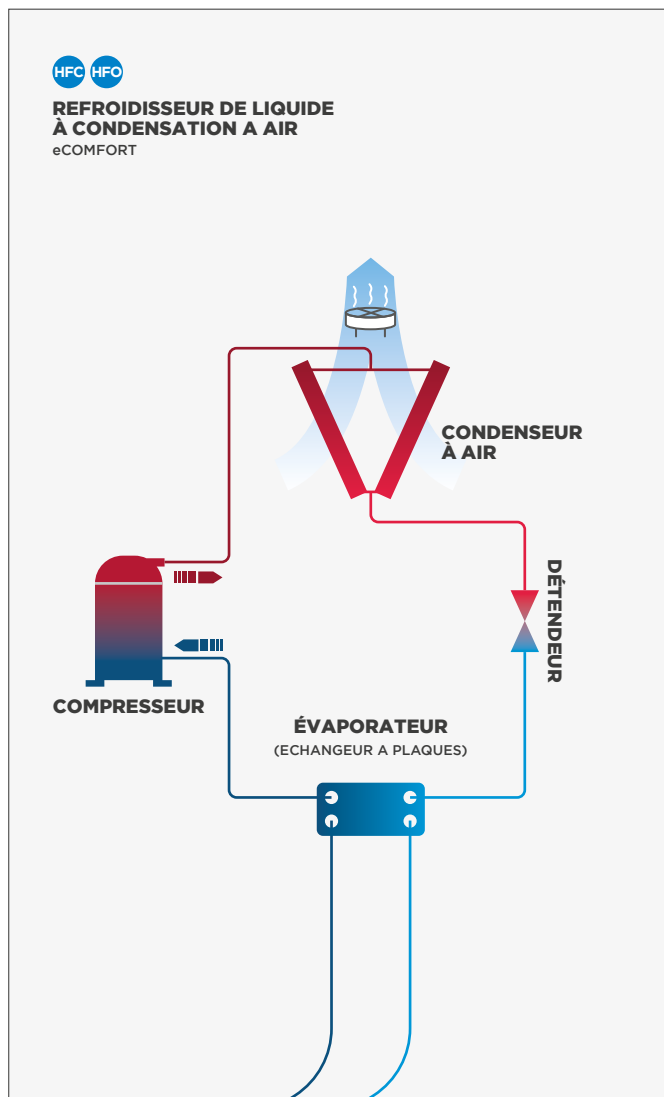 HFC HFO
REFROIDISSEUR DE LIQUIDE
À CONDENSATION A AIR
eCOMFORT
CONDENSEUR
À AIR
DÉTENDEUR
COMPRESSEUR
ÉVAPORATEUR
(ECHANGEUR A PLAQUES)